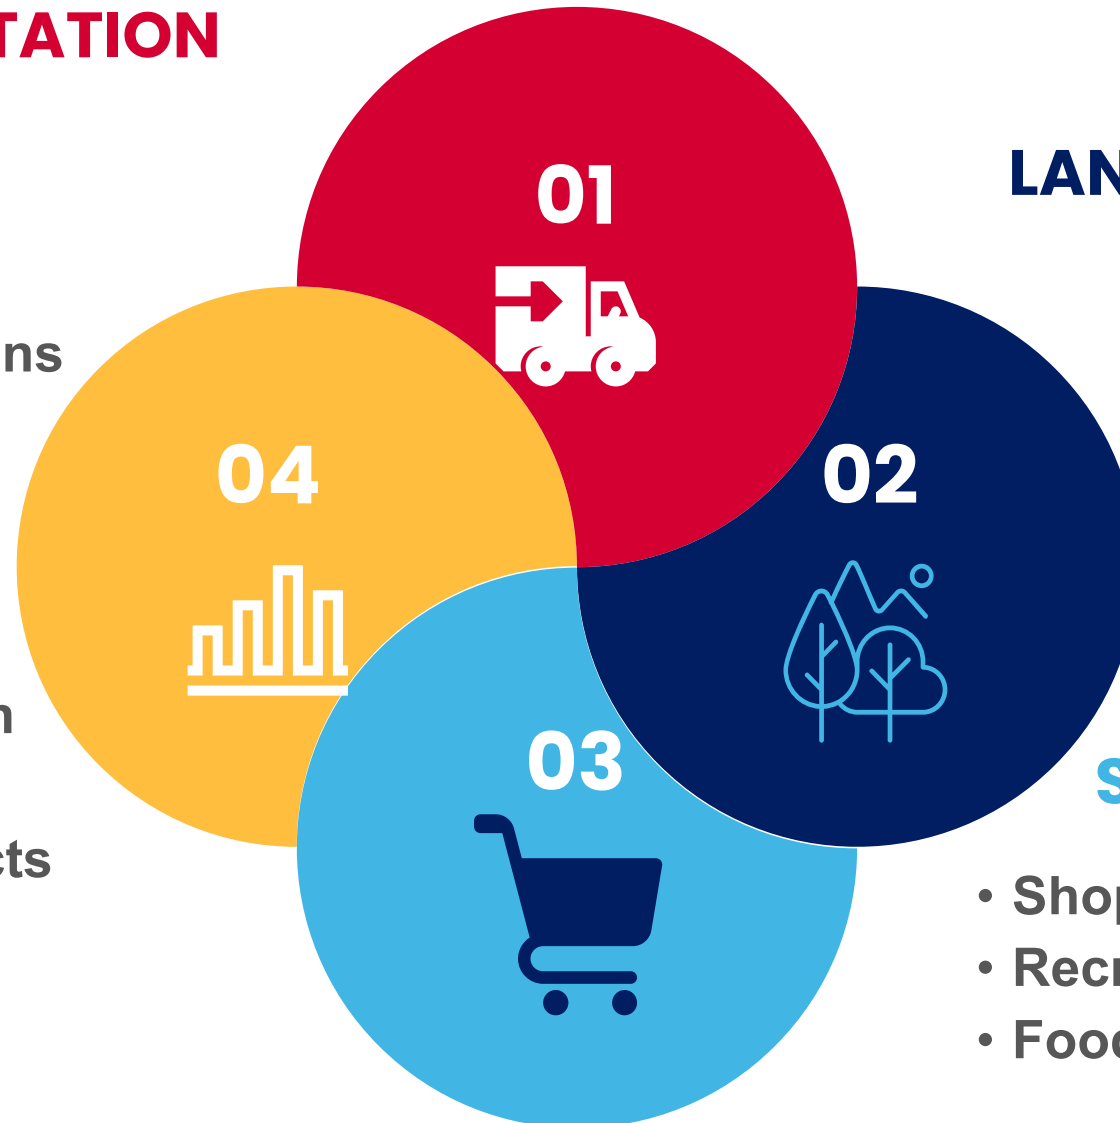 TATION
01
LAN
ns
04
02
n
03
S
cts
• Shop
• Recr
• Food